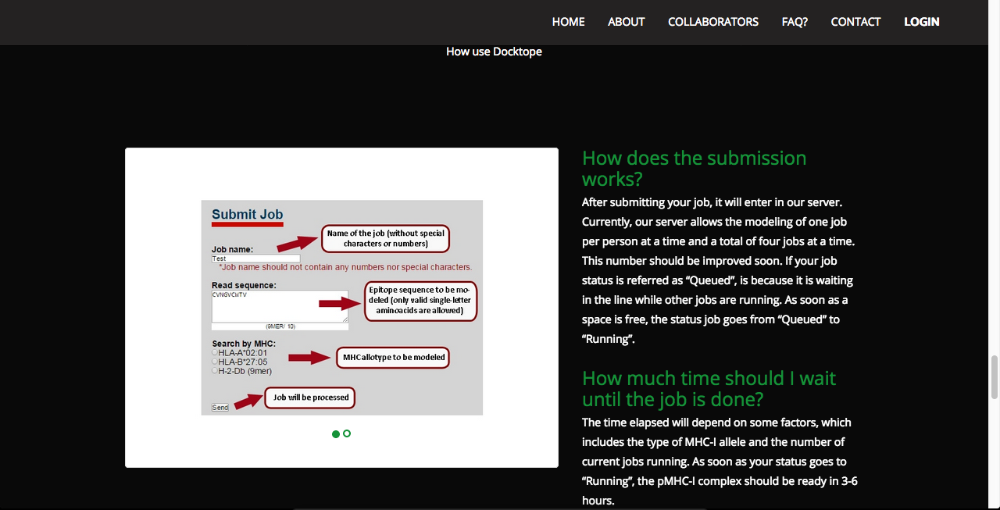 HOME ABOUT COLLABORATORS FAQ? CONTACT LOGIN
How use Docktope
Submit Job
Name of the job (without special
characters or numbers)
Job name:
Test
*Job name should not contain any numbers nor special characters.
Read sequence:
CVNGVCWTV
Epitope sequence to be mo-
deled (only valid single-letter
aminoacids are allowed)
(9MER/ 10)
Search by MHC:
HLA-A*02:01
HLA-B*27:05
H-2-Db (9mer)
MHC allotype to be modeled
Job will be processed
Send
How does the submission
works?
After submitting your job, it will enter in our server.
Currently, our server allows the modeling of one job
per person at a time and a total of four jobs at a time.
This number should be improved soon. If your job
status is referred as “Queued”, is because it is waiting
in the line while other jobs are running. As soon as a
space is free, the status job goes from “Queued” to
“Running”.
How much time should I wait
until the job is done?
The time elapsed will depend on some factors, which
includes the type of MHC-I allele and the number of
current jobs running. As soon as your status goes to
“Running”, the pMHC-I complex should be ready in 3-6
hours.